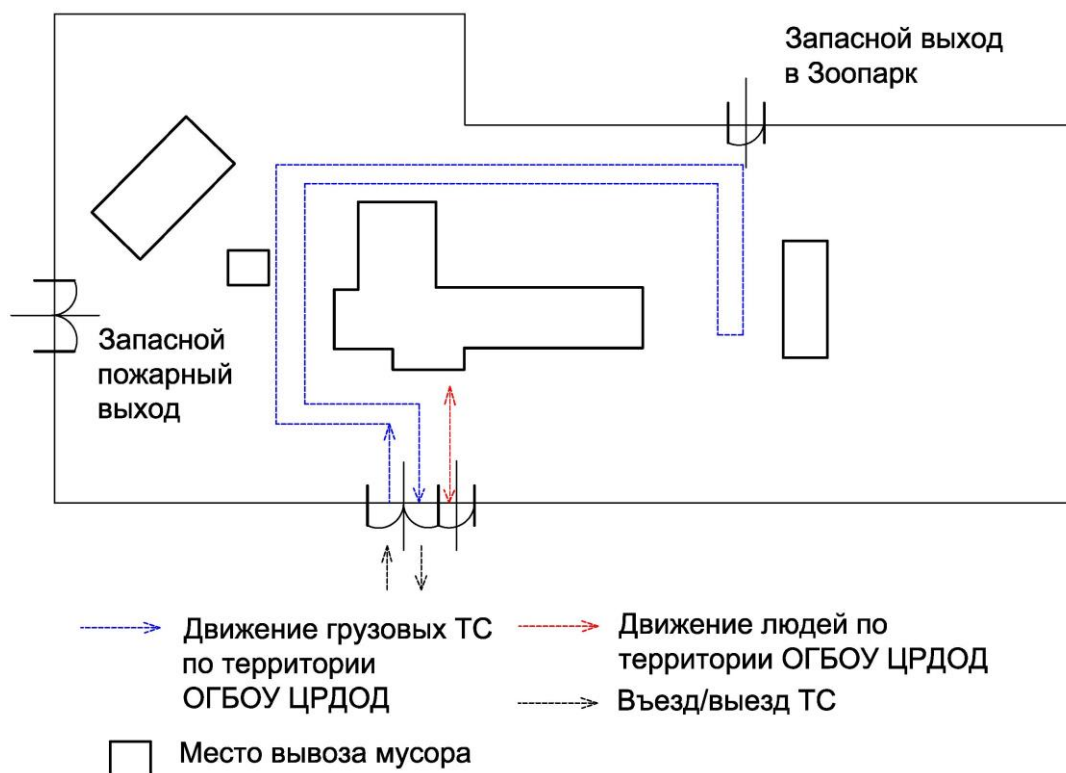 Запасной выход
в Зоопарк
Запасной
пожарный
выход
Движение грузовых ТС
по территории
ОГБОУ ЦРДОД
Движение людей по
территории ОГБОУ ЦРДОД
Въезд/выезд ТС
Место вывоза мусора